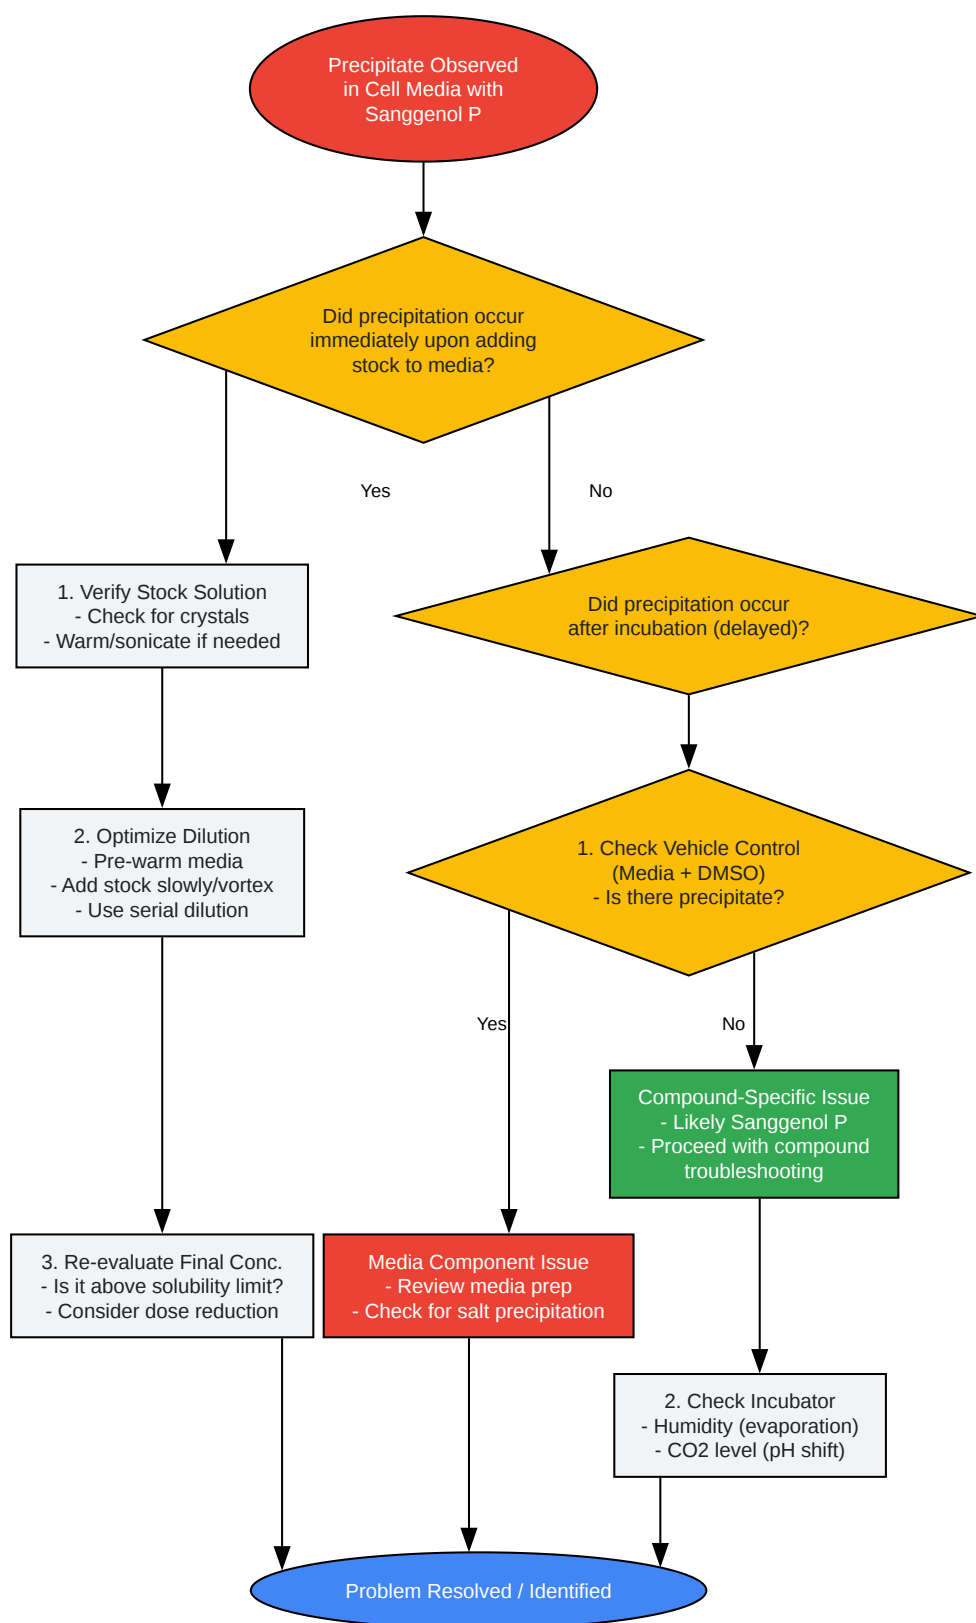 Precipitate Observed
in Cell Media with
Sanggenol P
Did precipitation occur
immediately upon adding
stock to media?
Yes
No
1. Verify Stock Solution
- Check for crystals
- Warm/sonicate if needed
Did precipitation occur
after incubation (delayed)?
2. Optimize Dilution
- Pre-warm media
- Add stock slowly/vortex
- Use serial dilution
1. Check Vehicle Control
(Media + DMSO)
- Is there precipitate?
Yes
No
Compound-Specific Issue
- Likely Sanggenol P
- Proceed with compound
troubleshooting
3. Re-evaluate Final Conc.
- Is it above solubility limit?
- Consider dose reduction
Media Component Issue
- Review media prep
- Check for salt precipitation
2. Check Incubator
- Humidity (evaporation)
- CO2 level (pH shift)
Problem Resolved / Identified